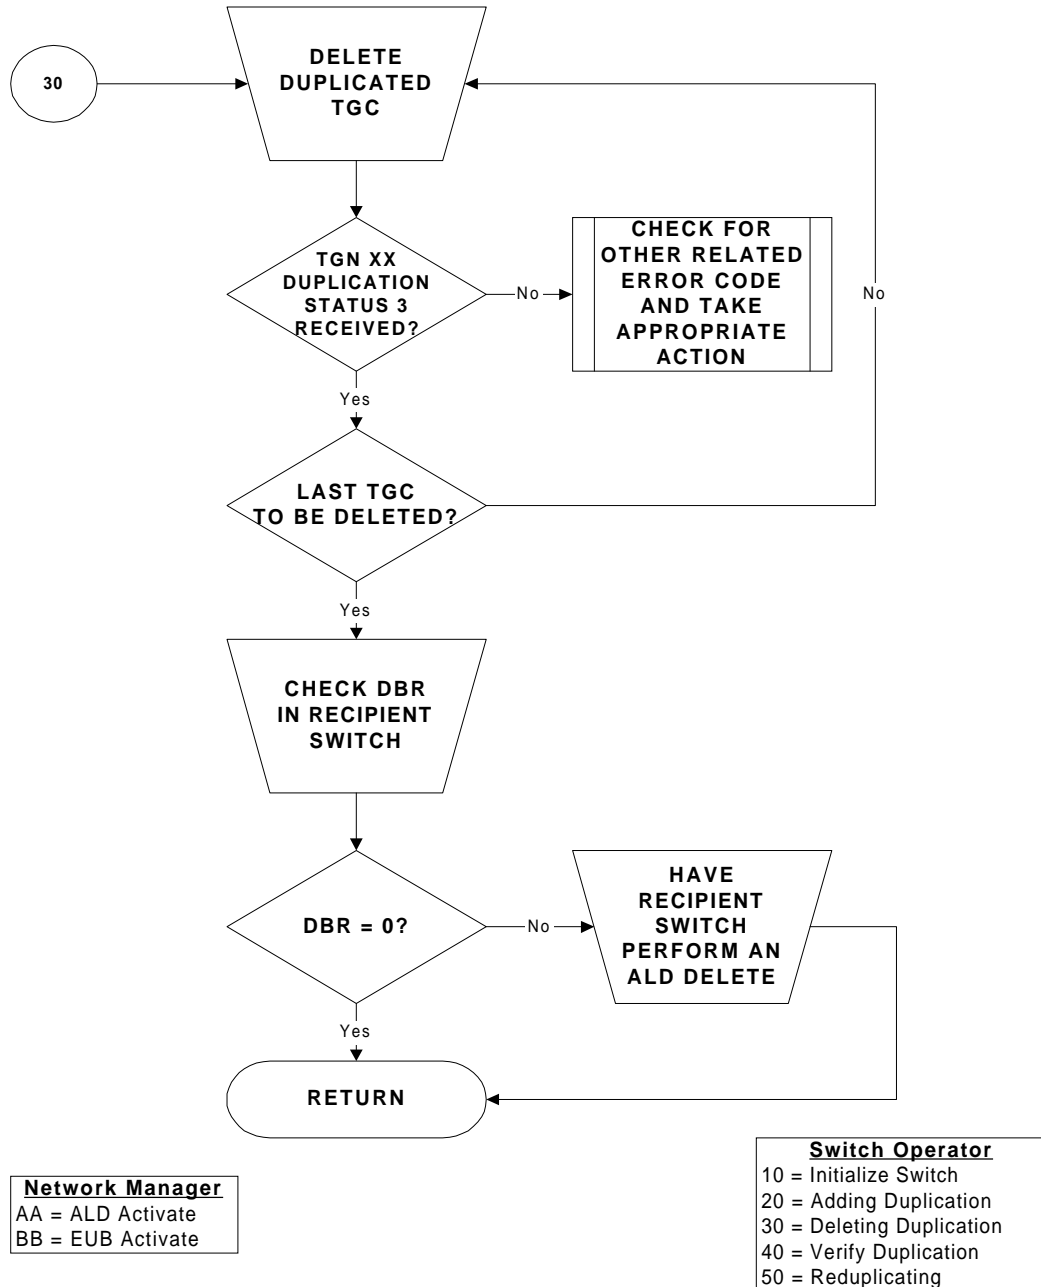 DELETE
DUPLICATED
TGC
30
TGN XX
DUPLICATION
STATUS 3
RECEIVED?
No
CHECK FOR
OTHER RELATED
ERROR CODE
AND TAKE
APPROPRIATE
ACTION
No
Yes
LAST TGC
TO BE DELETED?
Yes
CHECK DBR
IN RECIPIENT
SWITCH
DBR = 0?
No
HAVE
RECIPIENT
SWITCH
PERFORM AN
ALD DELETE
Yes
RETURN
Network Manager
AA = ALD Activate
BB = EUB Activate
Switch Operator
10 = Initialize Switch
20 = Adding Duplication
30 = Deleting Duplication
40 = Verify Duplication
50 = Reduplicating